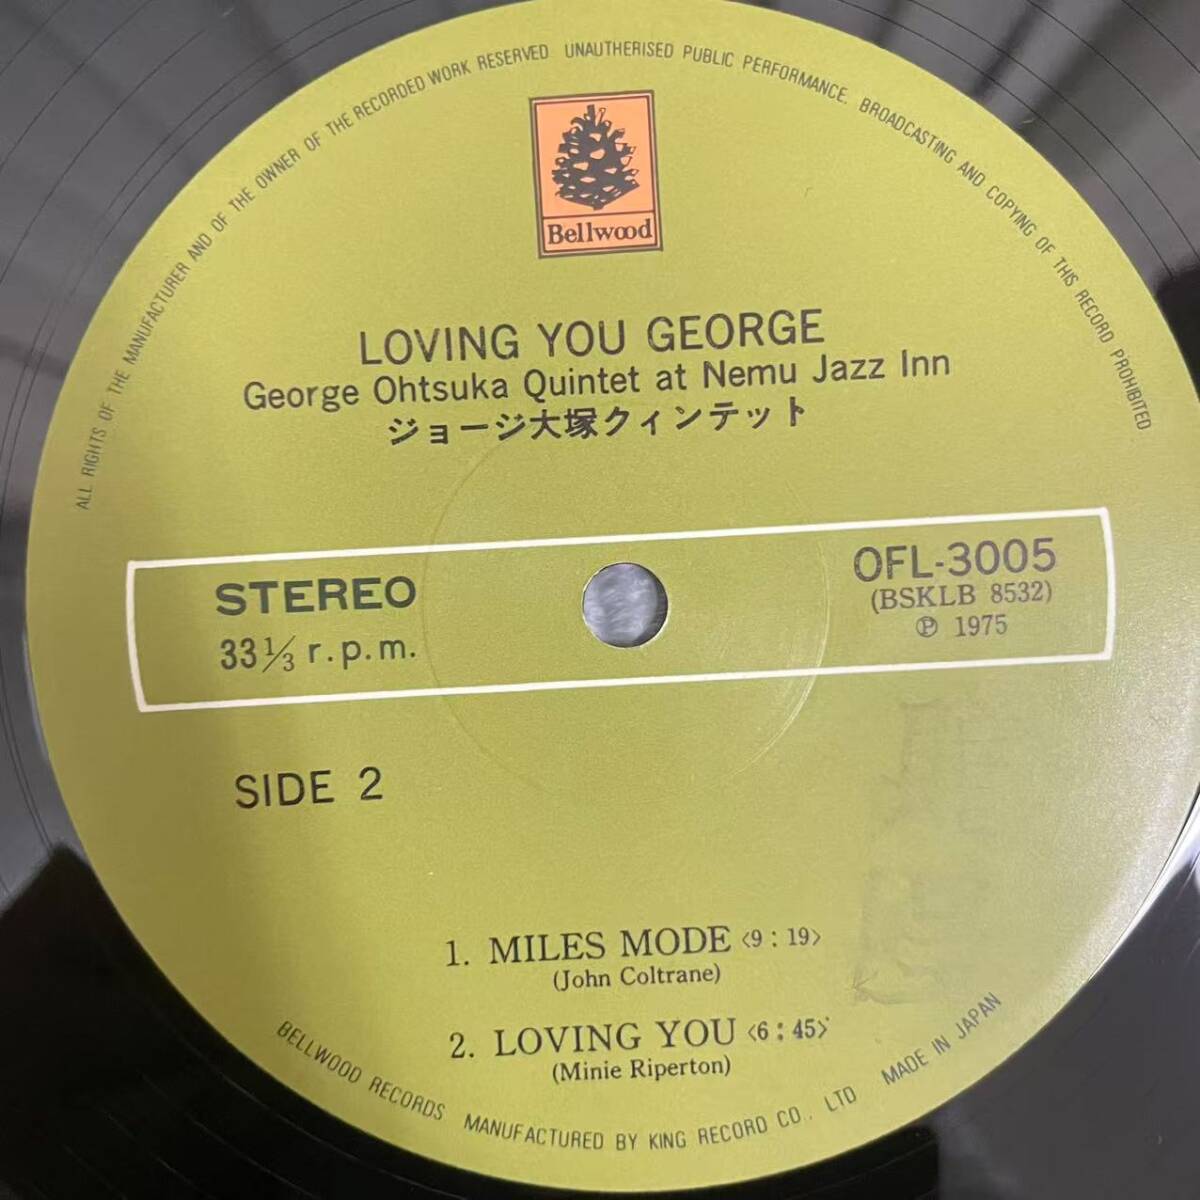 ALL RIGHTS OF THE MANUFACTURER AND OF THE OWNER OF THE RECORDED WORK RESERVED UNAUTHERISED PUBLIC PERFORMANCE. BROADCASTING AND COPYING OF THIS RECORD PROHIBITED
Bellwood
LOVING YOU GEORGE
George Ohtsuka Quintet at Nemu Jazz Inn
ジョージ大塚クィンテット
STEREO
33⅓ r.p.m.
OFL-3005
(BSKLB 8532)
Ⓟ 1975
SIDE 2
1. MILES MODE 〈9:19〉
(John Coltrane)
2. LOVING YOU 〈6:45〉
(Minie Riperton)
BELLWOOD RECORDS MANUFACTURED BY KING RECORD CO., LTD MADE IN JAPAN